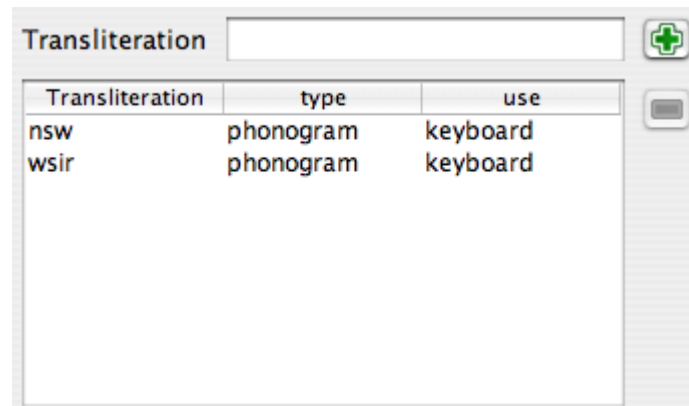 Transliteration
Transliteration type use
nsw phonogram keyboard
wsir phonogram keyboard